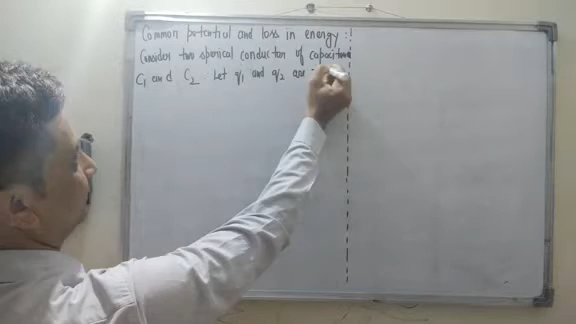 Common potential and loss in energy :!
Consider two sperical conductor of capacitance
C1 and C2. Let q1 and q2 are